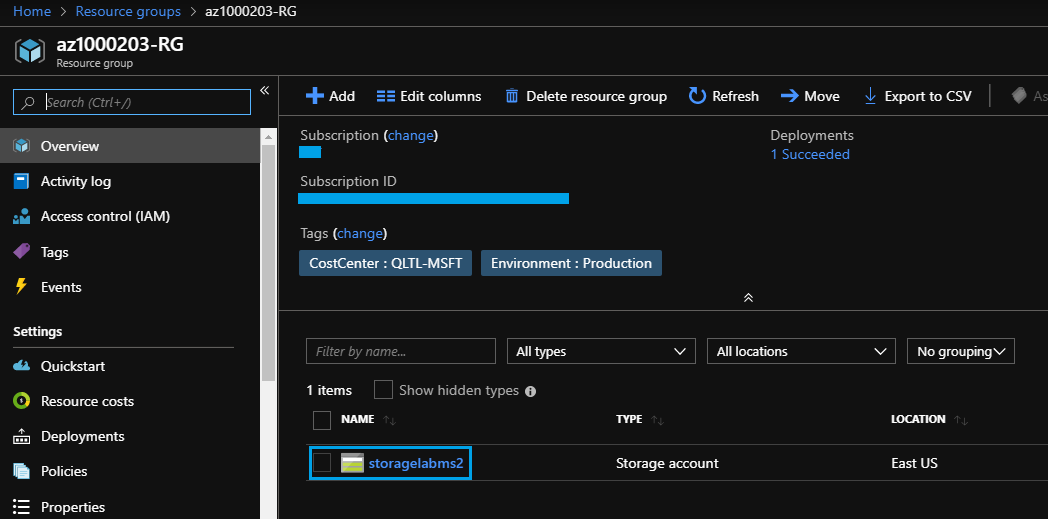 Home > Resource groups > az1000203-RG
az1000203-RG
Resource group
Search (Ctrl+/)
«
Overview
Activity log
Access control (IAM)
Tags
Events
Settings
Quickstart
Resource costs
Deployments
Policies
Properties
Add Edit columns Delete resource group Refresh Move Export to CSV As
Subscription (change)
Deployments
1 Succeeded
Subscription ID
Tags (change)
CostCenter : QLTL-MSFT Environment : Production
Filter by name... All types All locations No grouping
1 items Show hidden types
NAME TYPE LOCATION
storagelabms2 Storage account East US